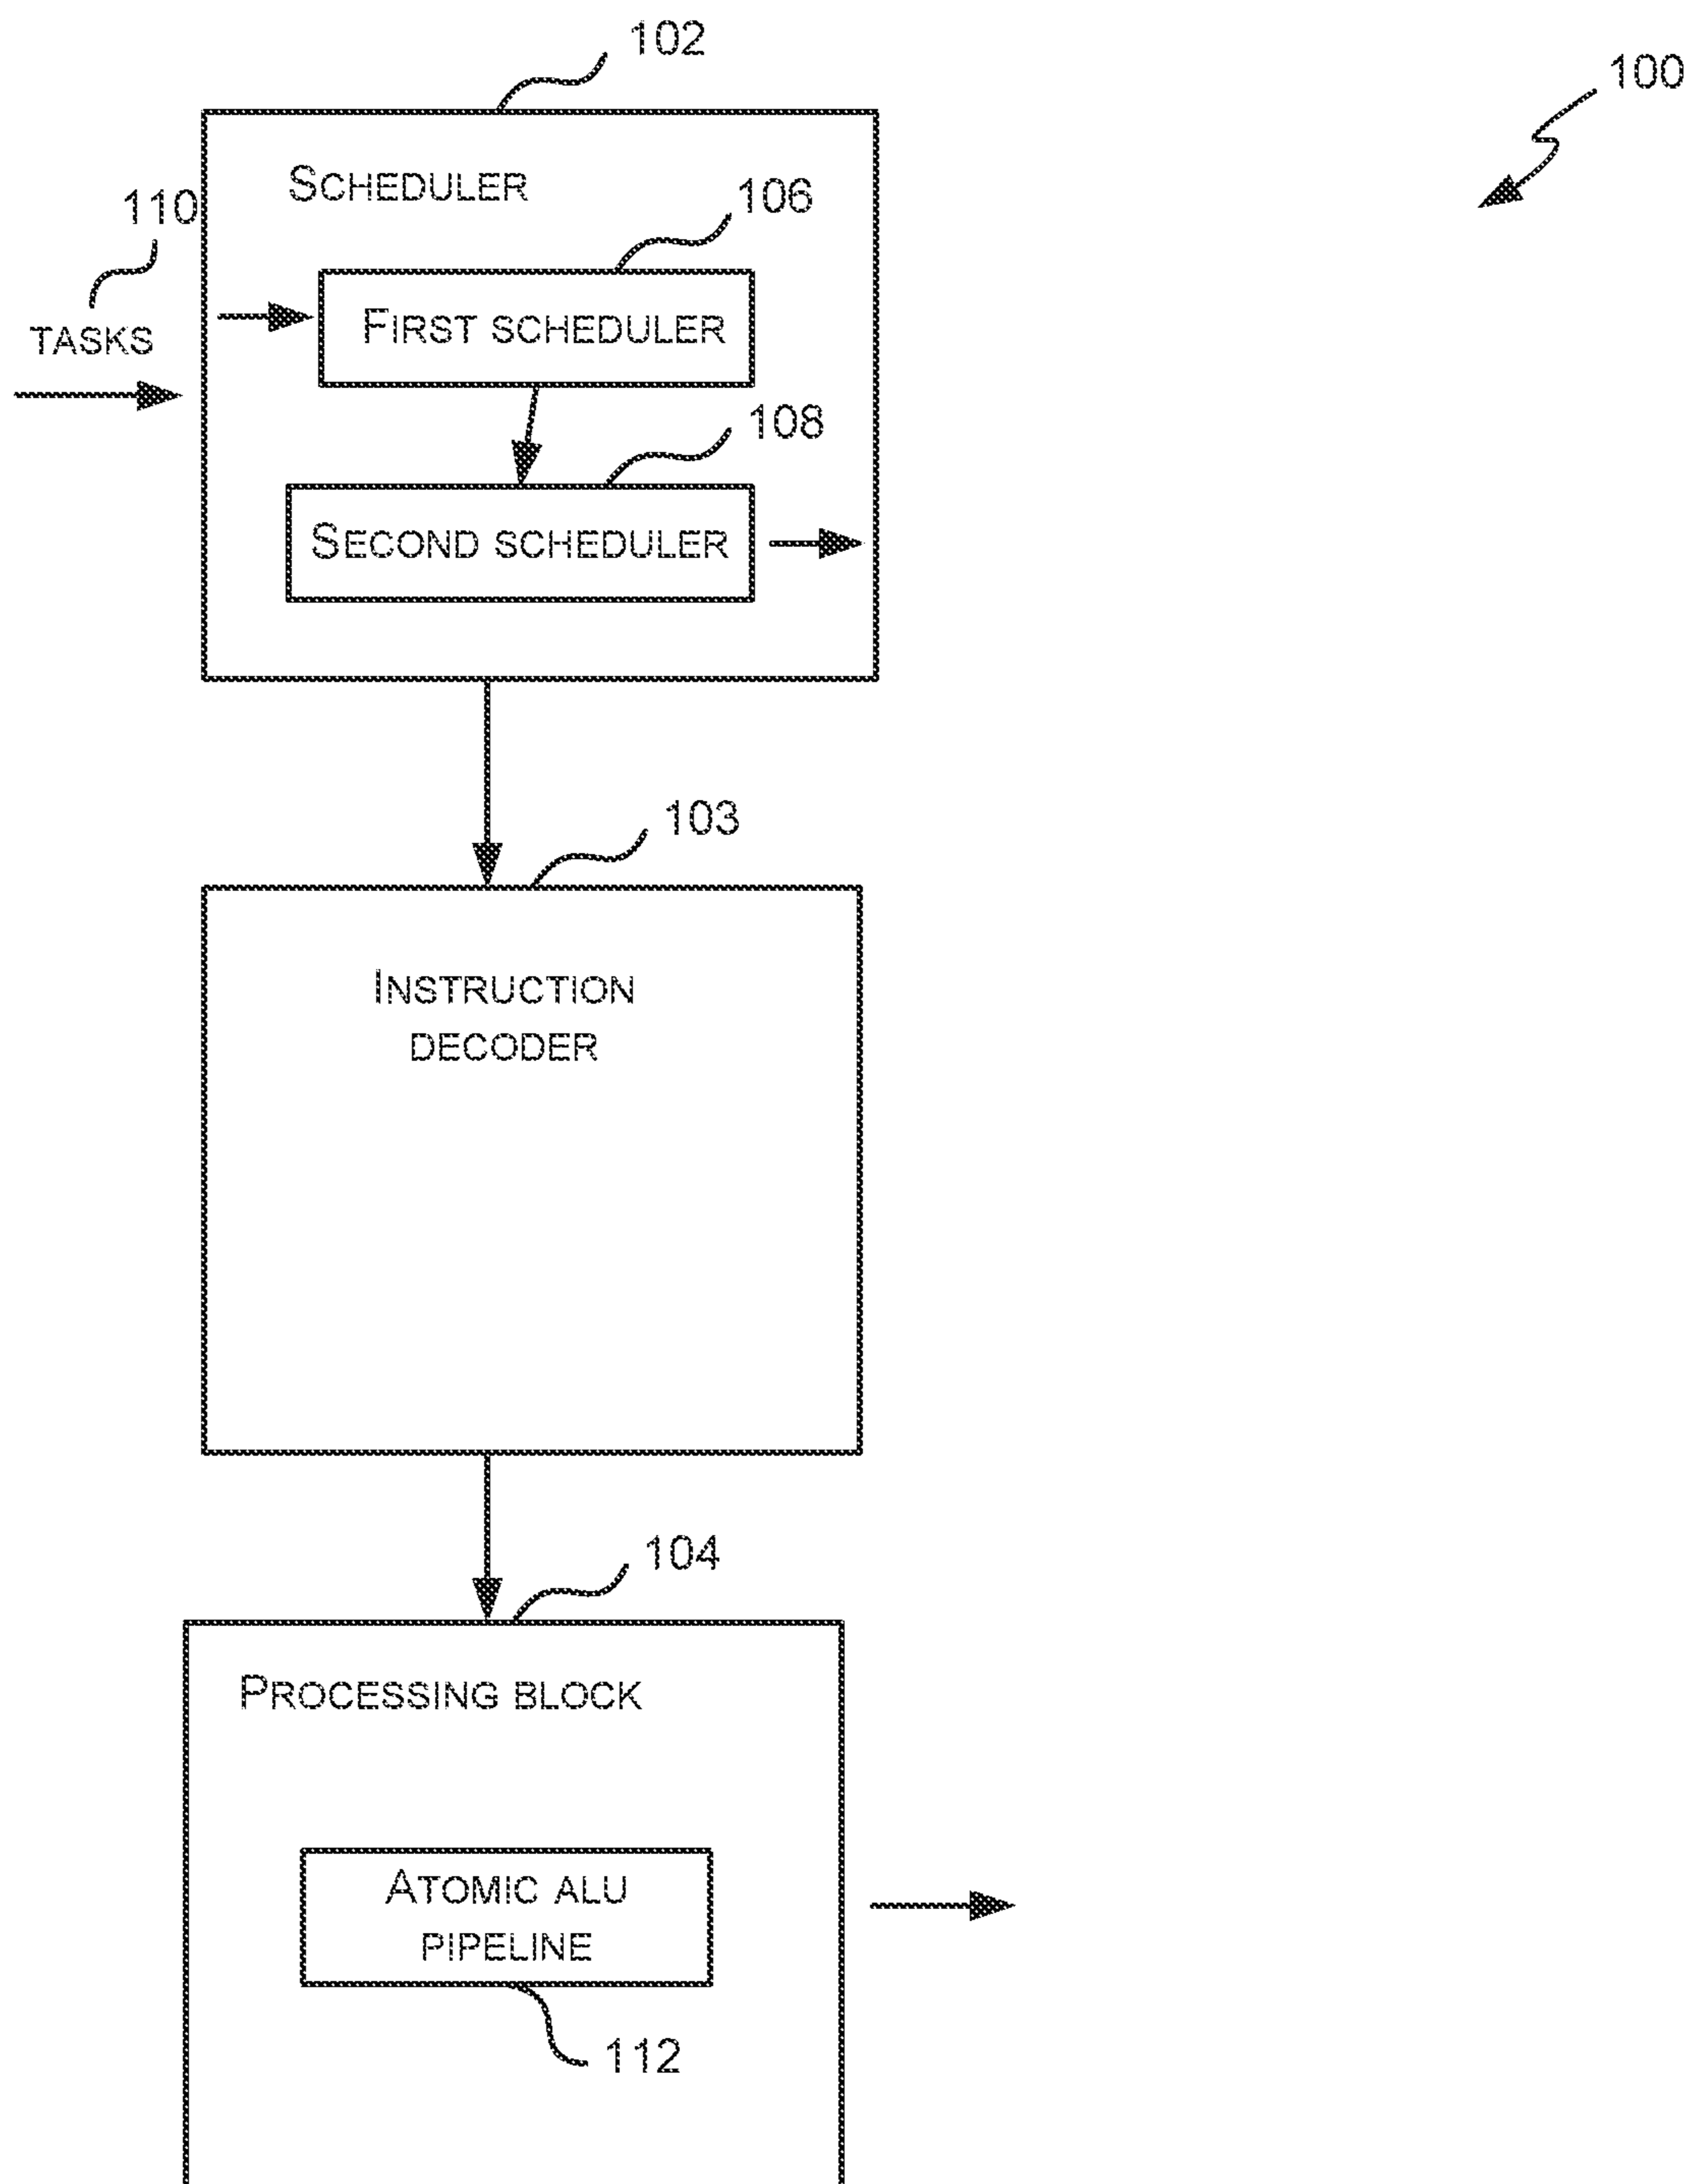 102
100
SCHEDULER
106
110
TASKS
FIRST SCHEDULER
108
SECOND SCHEDULER
103
INSTRUCTION
DECODER
104
PROCESSING BLOCK
ATOMIC ALU
PIPELINE
112